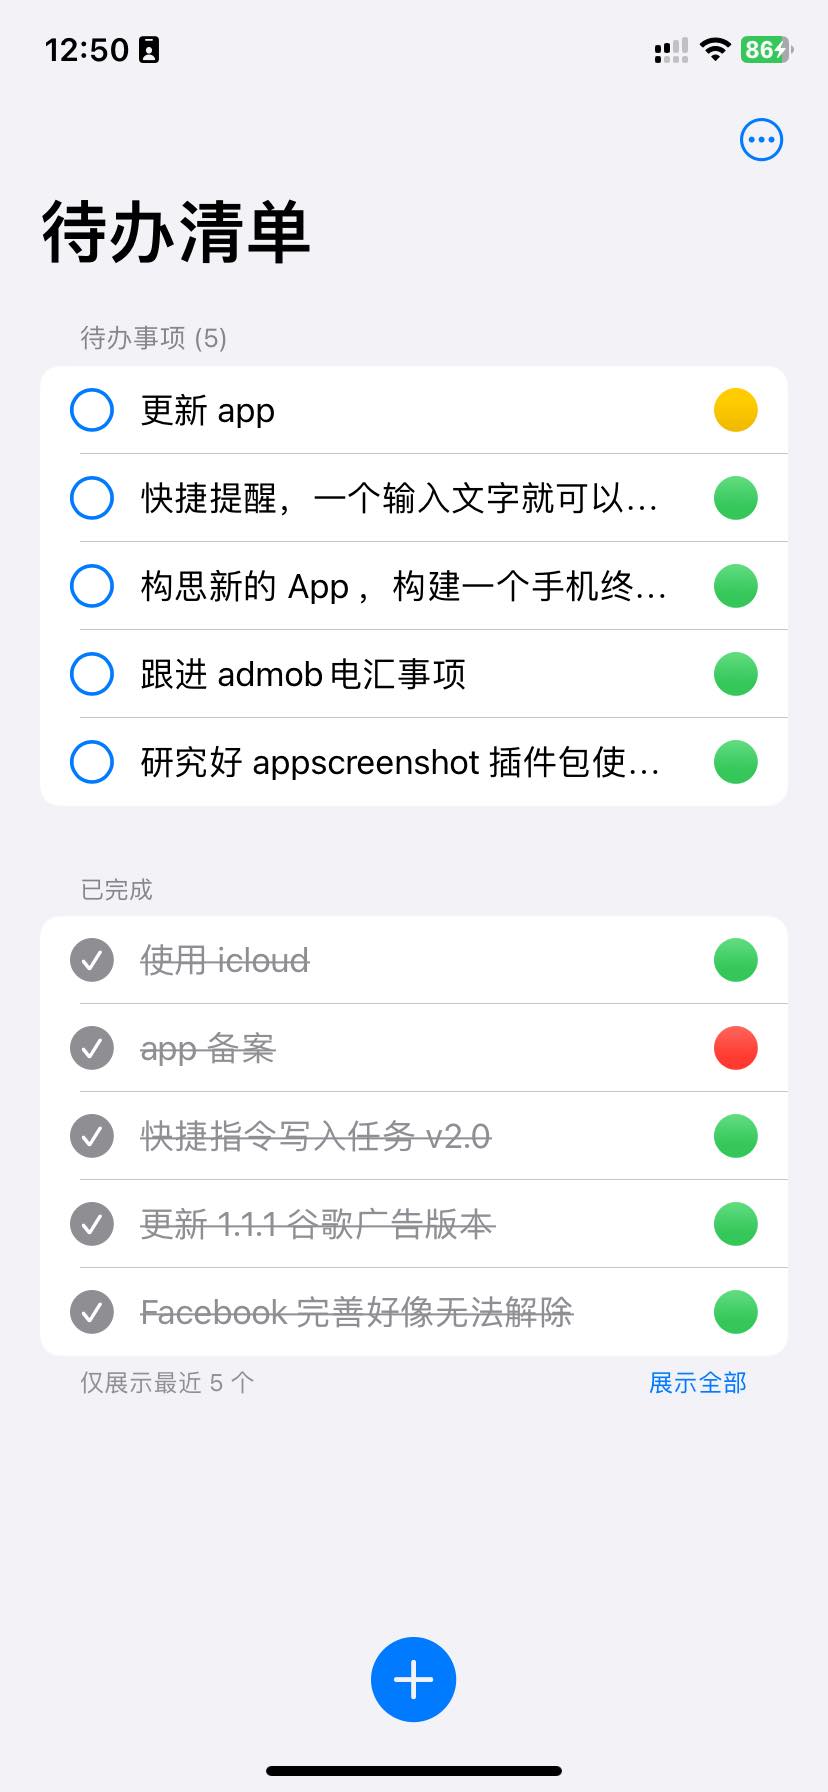 12:50
86
待办清单
待办事项 (5)
更新 app
快捷提醒，一个输入文字就可以...
构思新的 App ，构建一个手机终...
跟进 admob 电汇事项
研究好 appscreenshot 插件包使...
已完成
使用 icloud
app 备案
快捷指令写入任务 v2.0
更新 1.1.1 谷歌广告版本
Facebook 完善好像无法解除
仅展示最近 5 个 展示全部